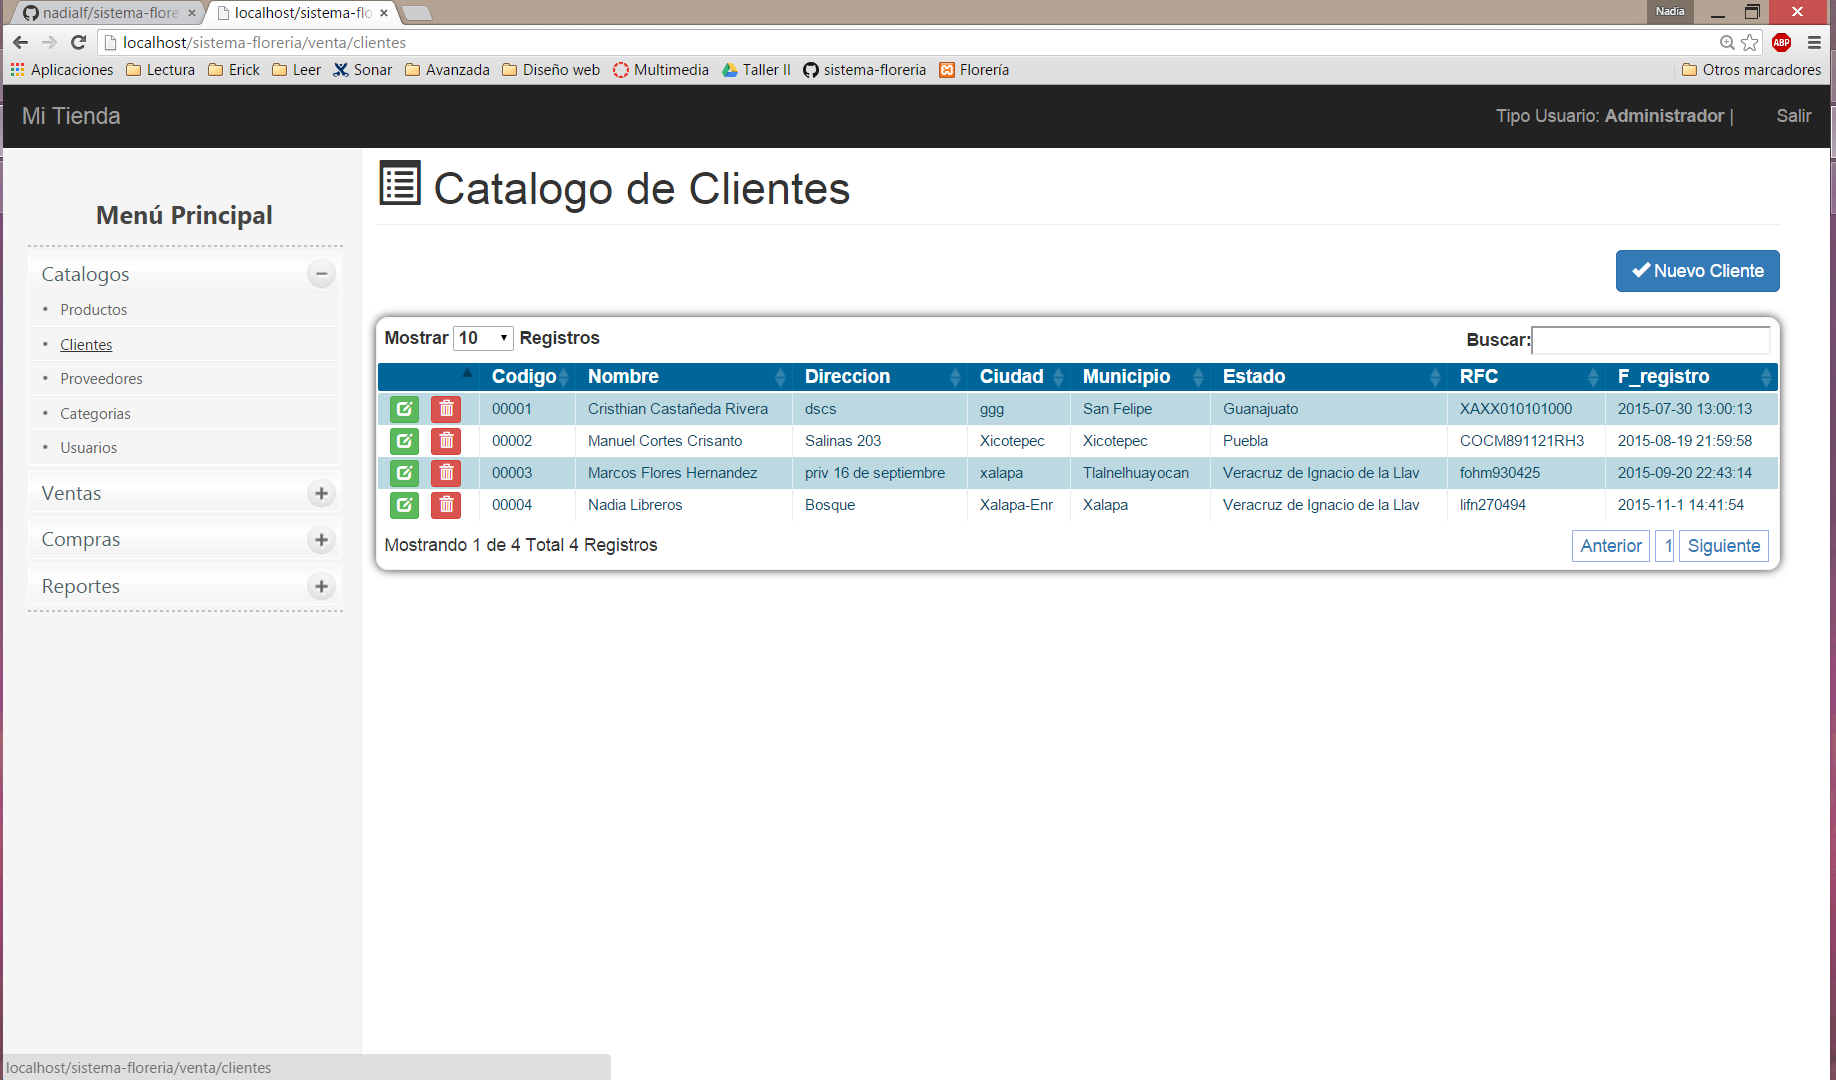 nadialf/sistema-flore
localhost/sistema-flo
Nadia
localhost/sistema-floreria/venta/clientes
ABP
Aplicaciones Lectura Erick Leer Sonar Avanzada Diseño web Multimedia Taller II sistema-floreria Florería Otros marcadores
Mi Tienda
Tipo Usuario: Administrador | Salir
Menú Principal
Catalogos
• Productos
• Clientes
• Proveedores
• Categorias
• Usuarios
Ventas
Compras
Reportes
Catalogo de Clientes
Nuevo Cliente
Mostrar 10 Registros
Buscar:
Codigo Nombre Direccion Ciudad Municipio Estado RFC F_registro
00001 Cristhian Castañeda Rivera dscs ggg San Felipe Guanajuato XAXX010101000 2015-07-30 13:00:13
00002 Manuel Cortes Crisanto Salinas 203 Xicotepec Xicotepec Puebla COCM891121RH3 2015-08-19 21:59:58
00003 Marcos Flores Hernandez priv 16 de septiembre xalapa Tlalnelhuayocan Veracruz de Ignacio de la Llav fohm930425 2015-09-20 22:43:14
00004 Nadia Libreros Bosque Xalapa-Enr Xalapa Veracruz de Ignacio de la Llav lifn270494 2015-11-1 14:41:54
Mostrando 1 de 4 Total 4 Registros
Anterior 1 Siguiente
localhost/sistema-floreria/venta/clientes